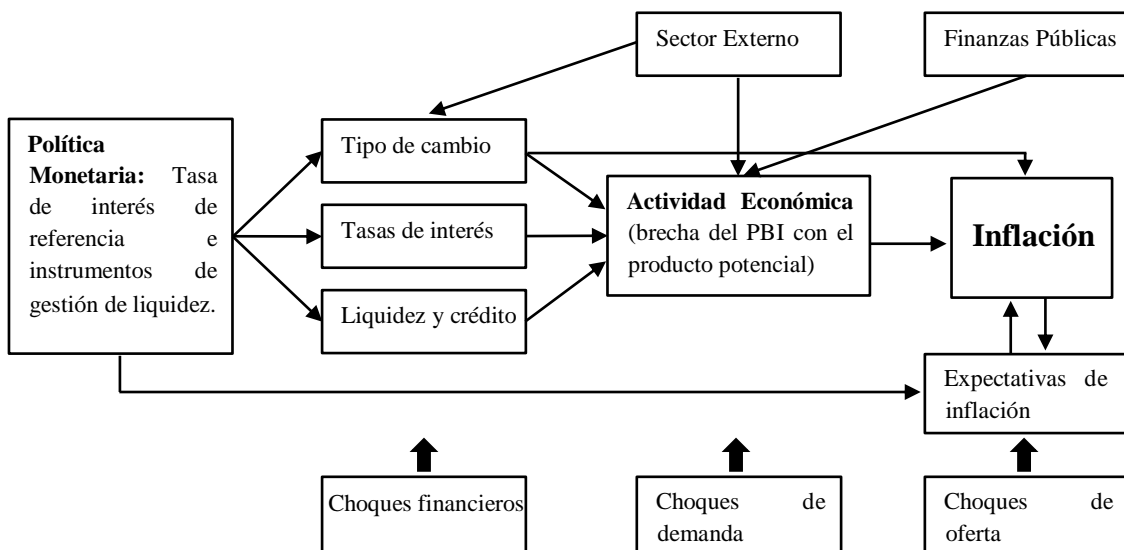 Sector Externo
Finanzas Públicas
Política
Monetaria: Tasa
de interés de
referencia e
instrumentos de
gestión de liquidez.
Tipo de cambio
Tasas de interés
Liquidez y crédito
Actividad Económica
(brecha del PBI con el
producto potencial)
Inflación
Expectativas de
inflación
Choques financieros
Choques de
demanda
Choques de
oferta